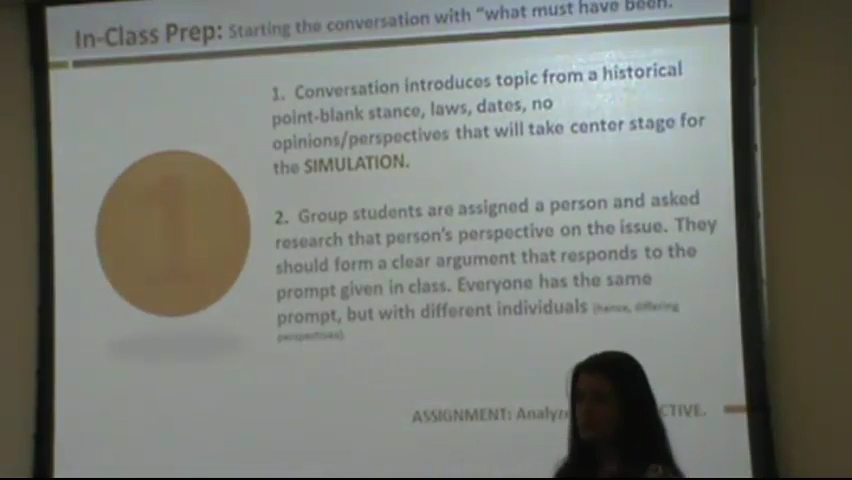 In-Class Prep: Starting the conversation with "what must have been."
1. Conversation introduces topic from a historical
point-blank stance, laws, dates, no
opinions/perspectives that will take center stage for
the SIMULATION.
1
2. Group students are assigned a person and asked
research that person's perspective on the issue. They
should form a clear argument that responds to the
prompt given in class. Everyone has the same
prompt, but with different individuals (hence, differing
perspectives)
ASSIGNMENT: Analyz CTIVE.